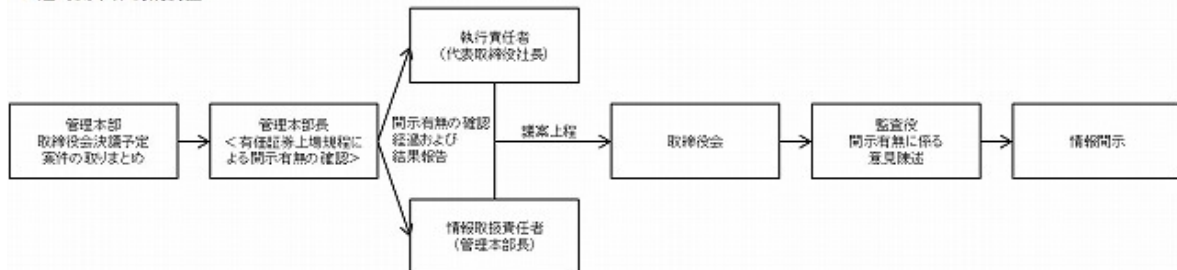 管理本部
取締役会決議予定
案件の取りまとめ
管理本部長
＜有価証券上場規程に
よる開示有無の確認＞
執行責任者
（代表取締役社長）
開示有無の確認
経過および
結果報告
情報取扱責任者
（管理本部長）
議案上程
取締役会
監査役
開示有無に係る
意見陳述
情報開示